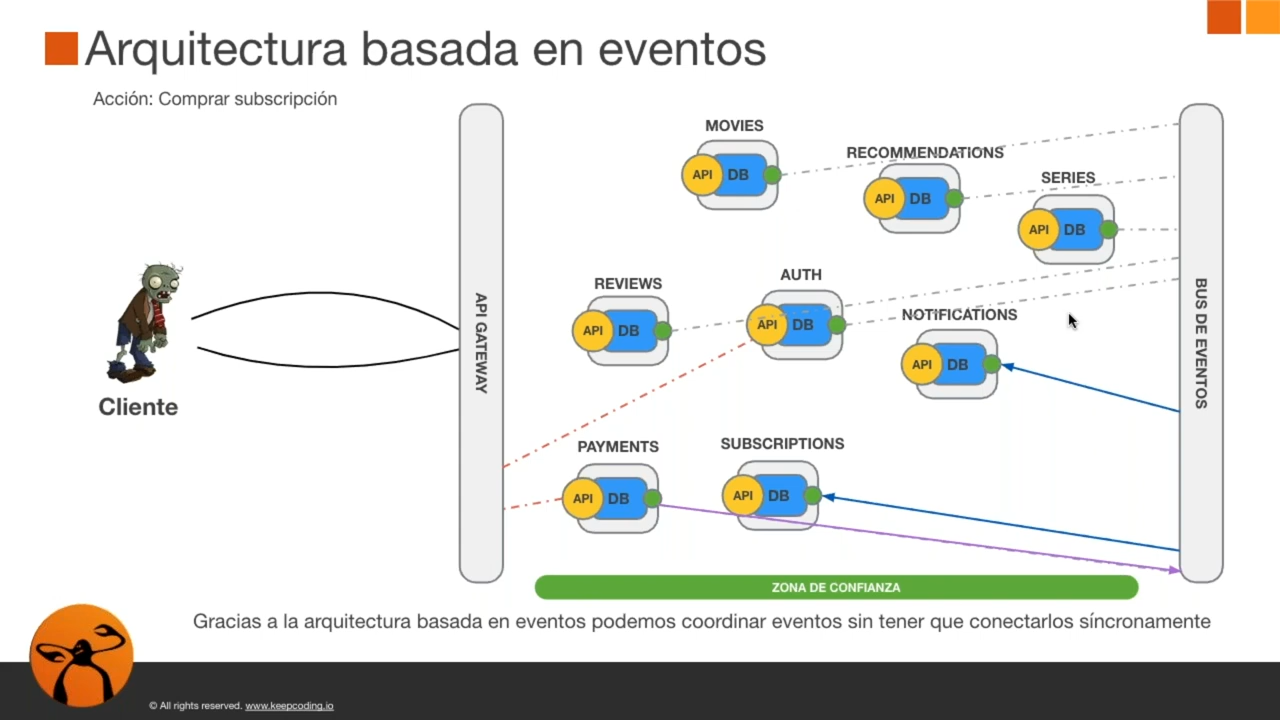 Arquitectura basada en eventos
Acción: Comprar subscripción
MOVIES
API DB
RECOMMENDATIONS
API DB
SERIES
API DB
REVIEWS
API DB
AUTH
API DB
NOTIFICATIONS
API DB
Cliente
API GATEWAY
BUS DE EVENTOS
PAYMENTS
API DB
SUBSCRIPTIONS
API DB
ZONA DE CONFIANZA
Gracias a la arquitectura basada en eventos podemos coordinar eventos sin tener que conectarlos síncronamente
© All rights reserved. www.keepcoding.io